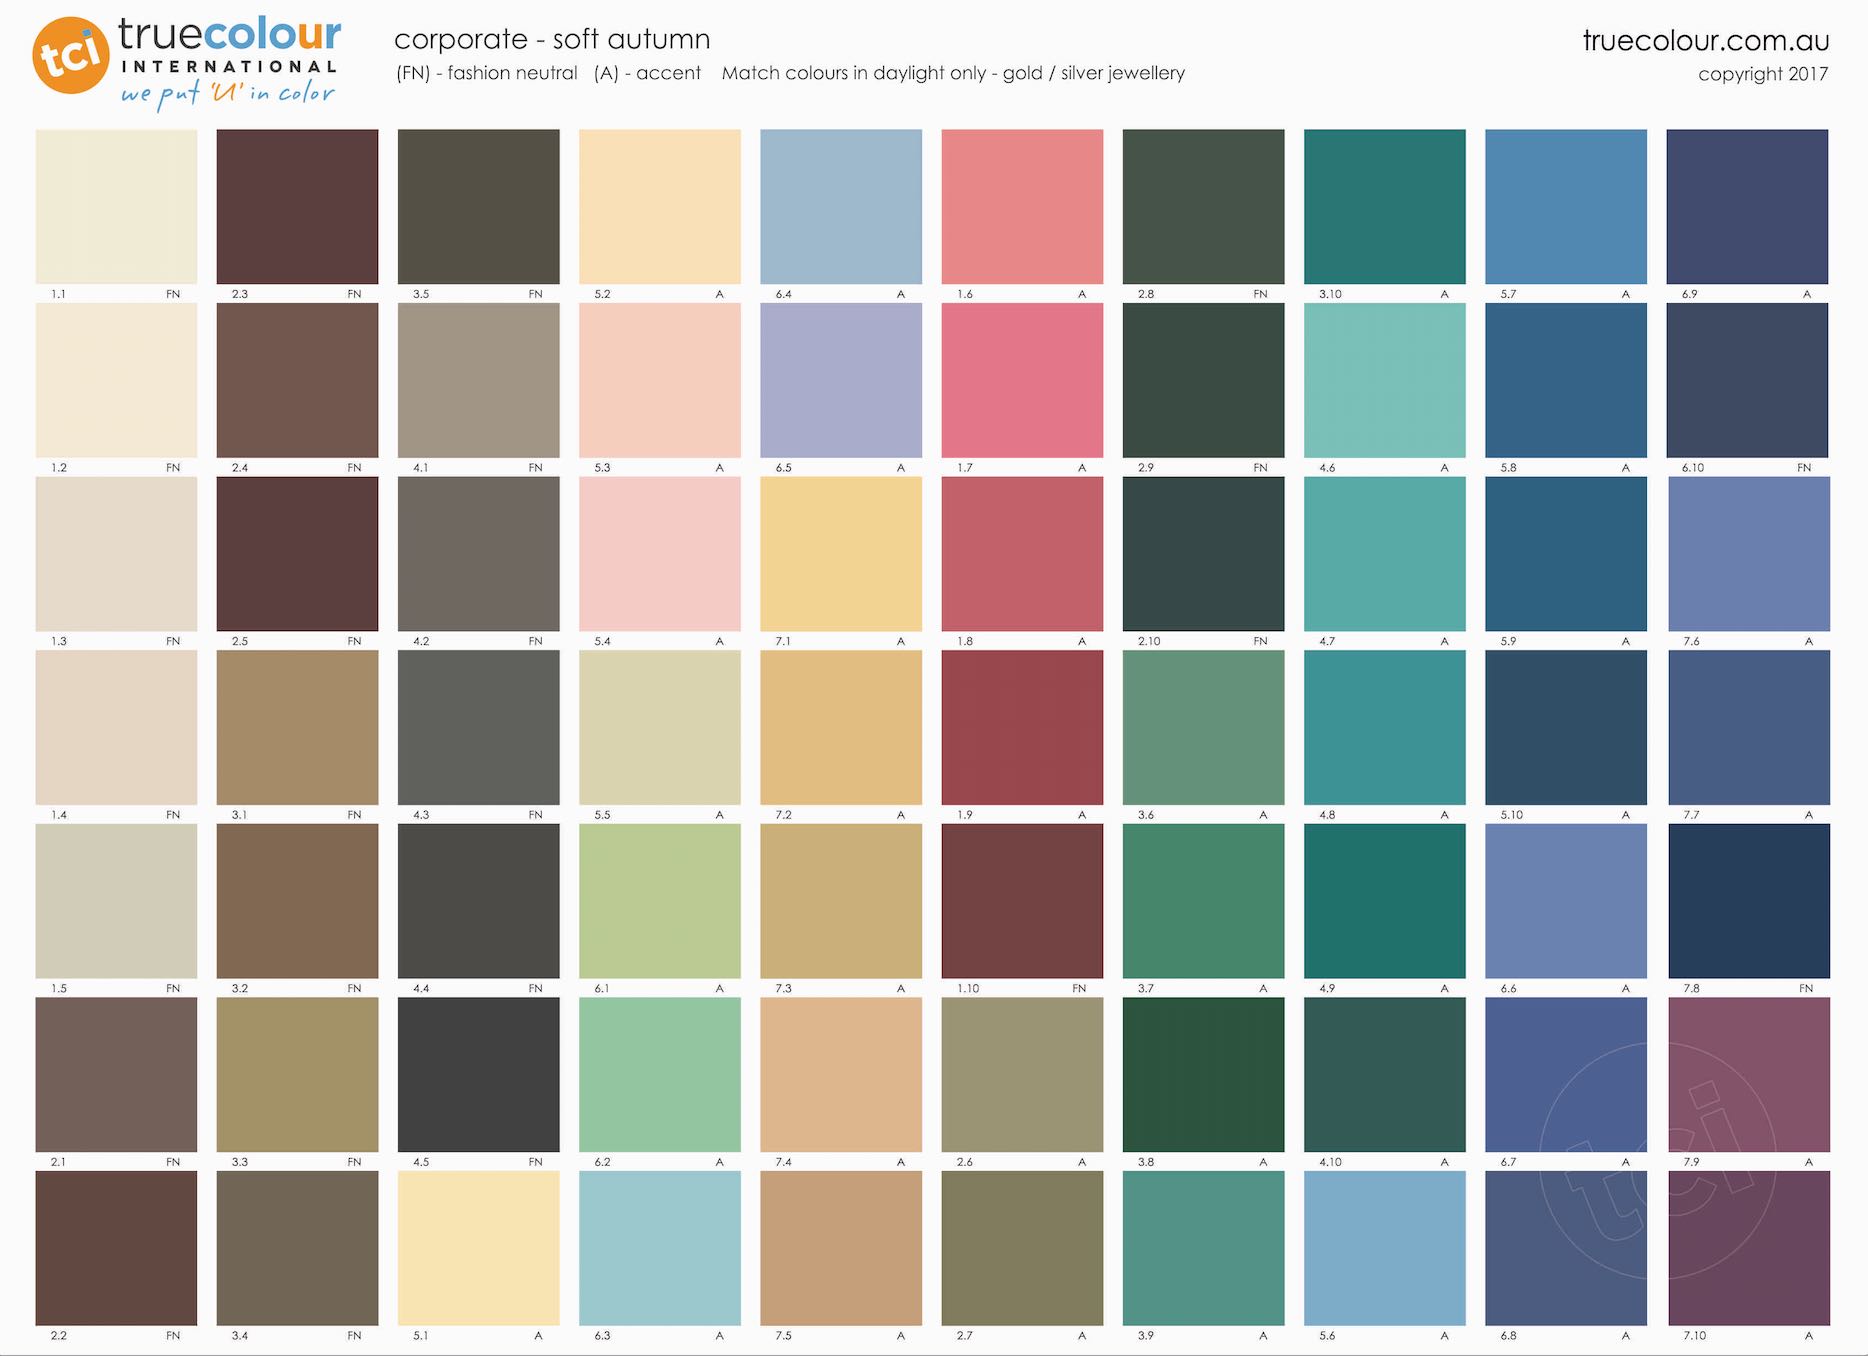 tci truecolour
INTERNATIONAL
we put 'U' in color
corporate - soft autumn
(FN) - fashion neutral (A) - accent Match colours in daylight only - gold / silver jewellery
truecolour.com.au
copyright 2017
1.1 FN 2.3 FN 3.5 FN 5.2 A 6.4 A 1.6 A 2.8 FN 3.10 A 5.7 A 6.9 A
1.2 FN 2.4 FN 4.1 FN 5.3 A 6.5 A 1.7 A 2.9 FN 4.6 A 5.8 A 6.10 FN
1.3 FN 2.5 FN 4.2 FN 5.4 A 7.1 A 1.8 A 2.10 FN 4.7 A 5.9 A 7.6 A
1.4 FN 3.1 FN 4.3 FN 5.5 A 7.2 A 1.9 A 3.6 A 4.8 A 5.10 A 7.7 A
1.5 FN 3.2 FN 4.4 FN 6.1 A 7.3 A 1.10 FN 3.7 A 4.9 A 6.6 A 7.8 FN
2.1 FN 3.3 FN 4.5 FN 6.2 A 7.4 A 2.6 A 3.8 A 4.10 A 6.7 A 7.9 A
tci
2.2 FN 3.4 FN 5.1 A 6.3 A 7.5 A 2.7 A 3.9 A 5.6 A 6.8 A 7.10 A